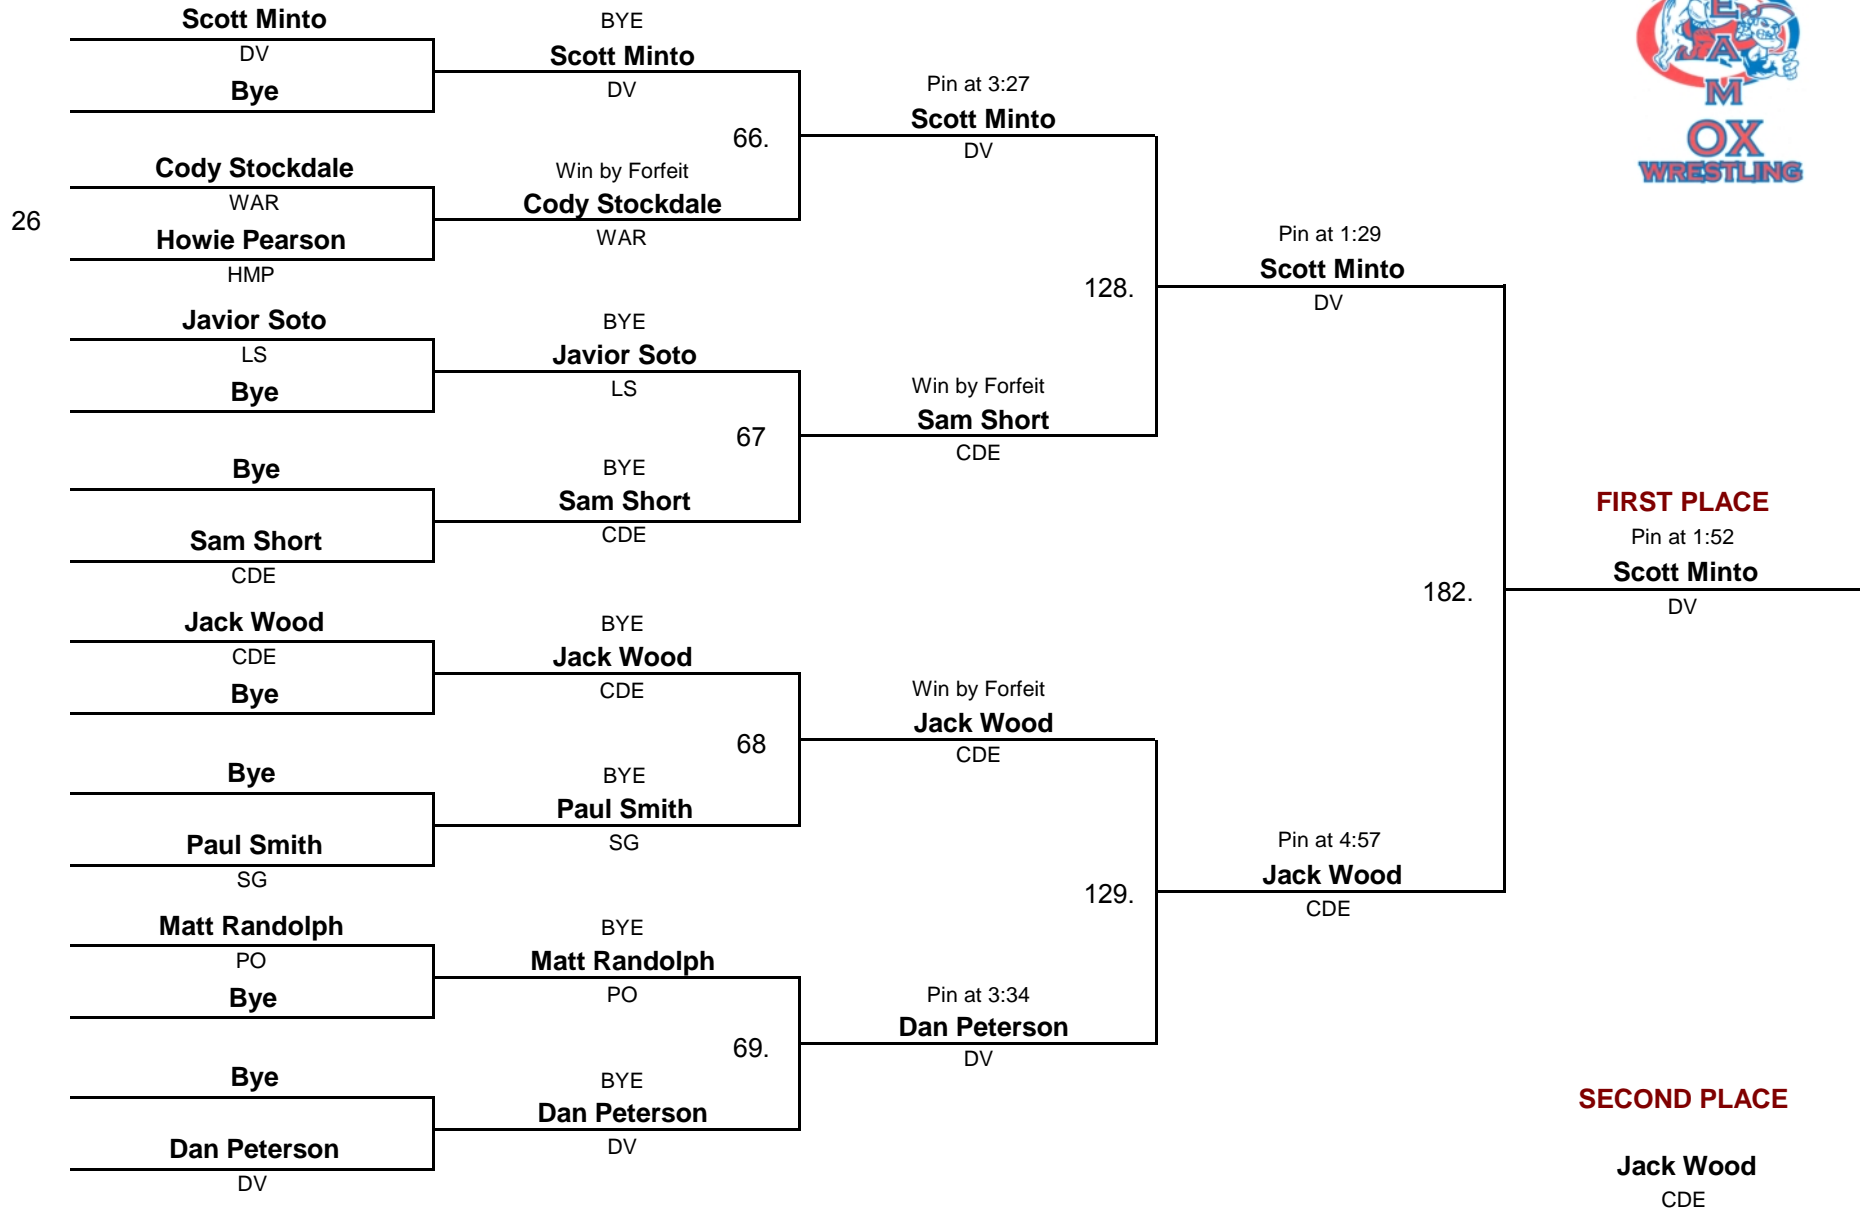 Scott Minto
DV
Bye
26
Cody Stockdale
WAR
Howie Pearson
HMP
Javior Soto
LS
Bye
Bye
Sam Short
CDE
Jack Wood
CDE
Bye
Bye
Paul Smith
SG
Matt Randolph
PO
Bye
Bye
Dan Peterson
DV
BYE
Scott Minto
DV
66.
Win by Forfeit
Cody Stockdale
WAR
BYE
Javior Soto
LS
67
BYE
Sam Short
CDE
BYE
Jack Wood
CDE
68
BYE
Paul Smith
SG
BYE
Matt Randolph
PO
69.
BYE
Dan Peterson
DV
Pin at 3:27
Scott Minto
DV
128.
Win by Forfeit
Sam Short
CDE
Win by Forfeit
Jack Wood
CDE
129.
Pin at 3:34
Dan Peterson
DV
Pin at 1:29
Scott Minto
DV
182.
Pin at 4:57
Jack Wood
CDE
E
A
M
OX
WRESTLING
FIRST PLACE
Pin at 1:52
Scott Minto
DV
SECOND PLACE
Jack Wood
CDE